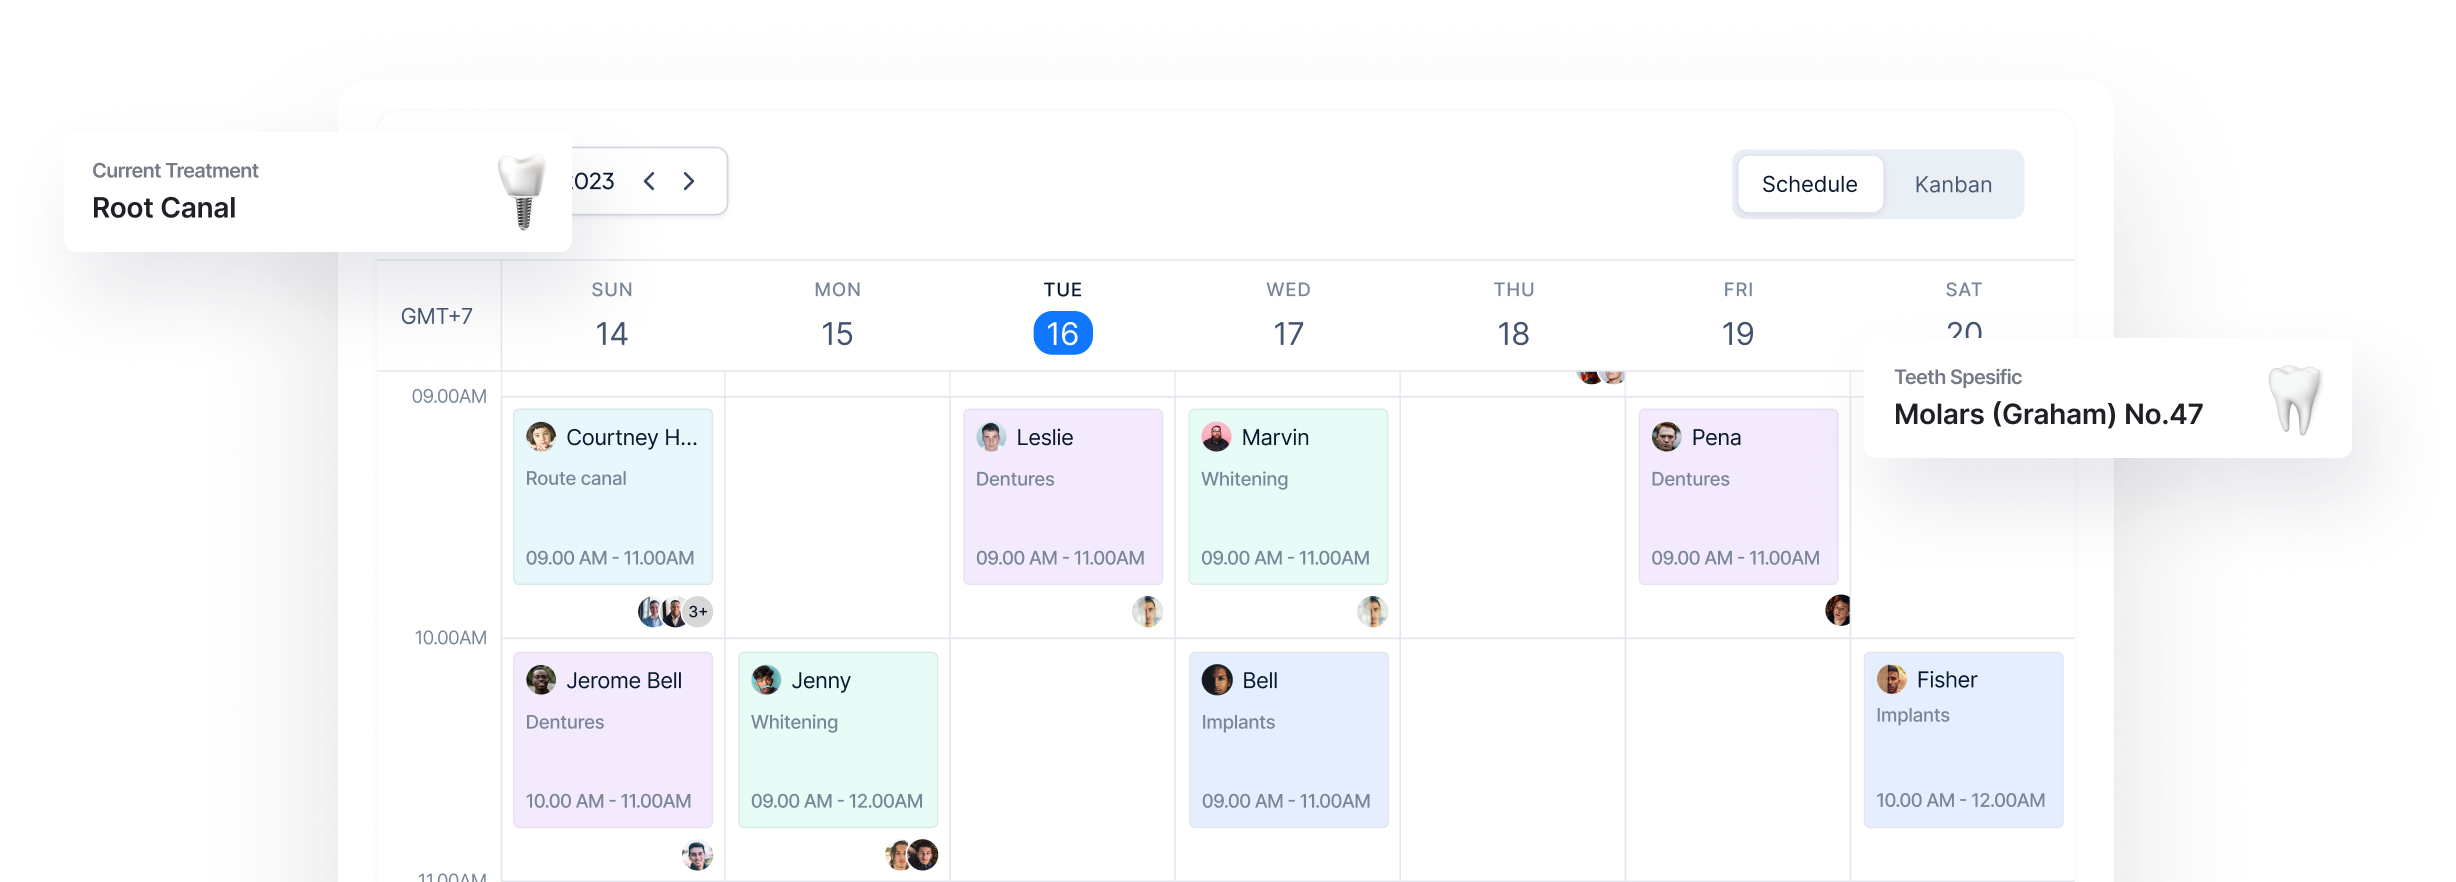 Current Treatment
Root Canal
2023
Schedule
Kanban
GMT+7
SUN
14
MON
15
TUE
16
WED
17
THU
18
FRI
19
SAT
20
Teeth Spesific
Molars (Graham) No.47
09.00AM
Courtney H...
Route canal
09.00 AM - 11.00AM
3+
Leslie
Dentures
09.00 AM - 11.00AM
Marvin
Whitening
09.00 AM - 11.00AM
Pena
Dentures
09.00 AM - 11.00AM
10.00AM
Jerome Bell
Dentures
10.00 AM - 11.00AM
Jenny
Whitening
09.00 AM - 12.00AM
Bell
Implants
09.00 AM - 11.00AM
Fisher
Implants
10.00 AM - 12.00AM
11.00AM